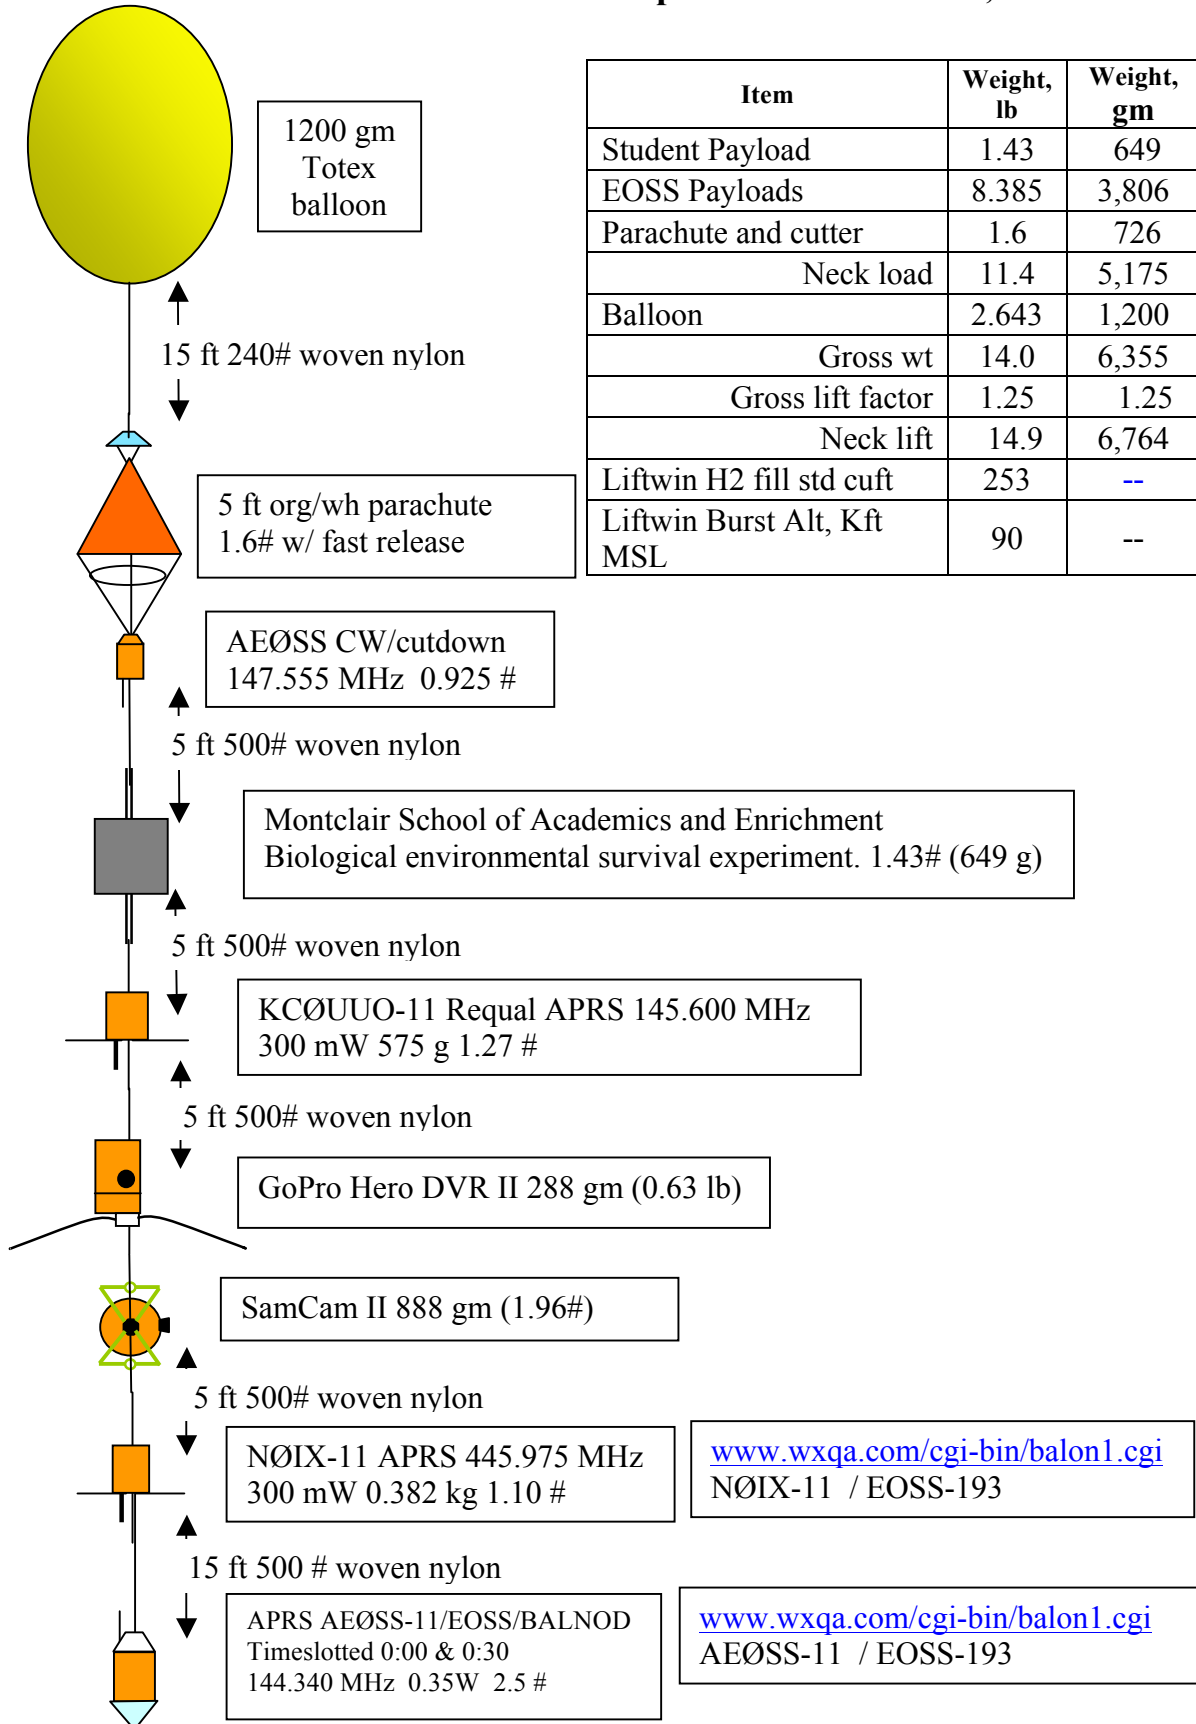 1200 gm
Totex
balloon
Item Weight, lb Weight, gm
Student Payload 1.43 649
EOSS Payloads 8.385 3,806
Parachute and cutter 1.6 726
Neck load 11.4 5,175
Balloon 2.643 1,200
Gross wt 14.0 6,355
Gross lift factor 1.25 1.25
Neck lift 14.9 6,764
Liftwin H2 fill std cuft 253 --
Liftwin Burst Alt, Kft MSL 90 --
15 ft 240# woven nylon
5 ft org/wh parachute
1.6# w/ fast release
AEØSS CW/cutdown
147.555 MHz 0.925 #
5 ft 500# woven nylon
Montclair School of Academics and Enrichment
Biological environmental survival experiment. 1.43# (649 g)
5 ft 500# woven nylon
KCØUUO-11 Requal APRS 145.600 MHz
300 mW 575 g 1.27 #
5 ft 500# woven nylon
GoPro Hero DVR II 288 gm (0.63 lb)
SamCam II 888 gm (1.96#)
5 ft 500# woven nylon
NØIX-11 APRS 445.975 MHz
300 mW 0.382 kg 1.10 #
www.wxqa.com/cgi-bin/balon1.cgi
NØIX-11 / EOSS-193
15 ft 500 # woven nylon
APRS AEØSS-11/EOSS/BALNOD
Timeslotted 0:00 & 0:30
144.340 MHz 0.35W 2.5 #
www.wxqa.com/cgi-bin/balon1.cgi
AEØSS-11 / EOSS-193